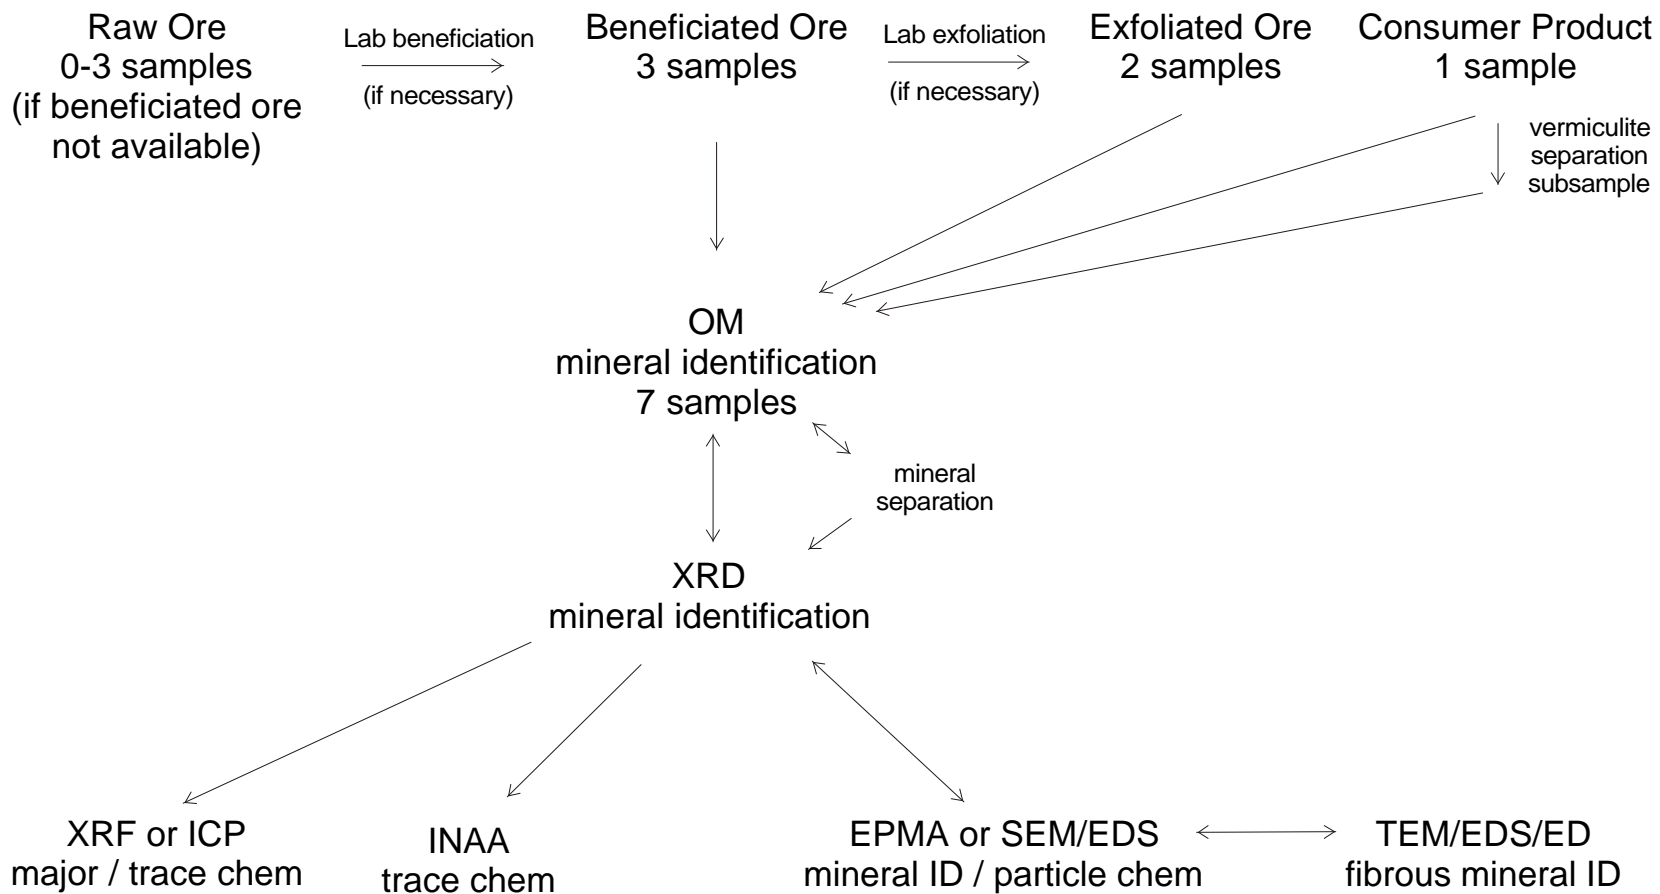 Raw Ore
0-3 samples
(if beneficiated ore
not available)
Lab beneficiation
(if necessary)
Beneficiated Ore
3 samples
Lab exfoliation
(if necessary)
Exfoliated Ore
2 samples
Consumer Product
1 sample
vermiculite
separation
subsample
OM
mineral identification
7 samples
mineral
separation
XRD
mineral identification
XRF or ICP
major / trace chem
INAA
trace chem
EPMA or SEM/EDS
mineral ID / particle chem
TEM/EDS/ED
fibrous mineral ID